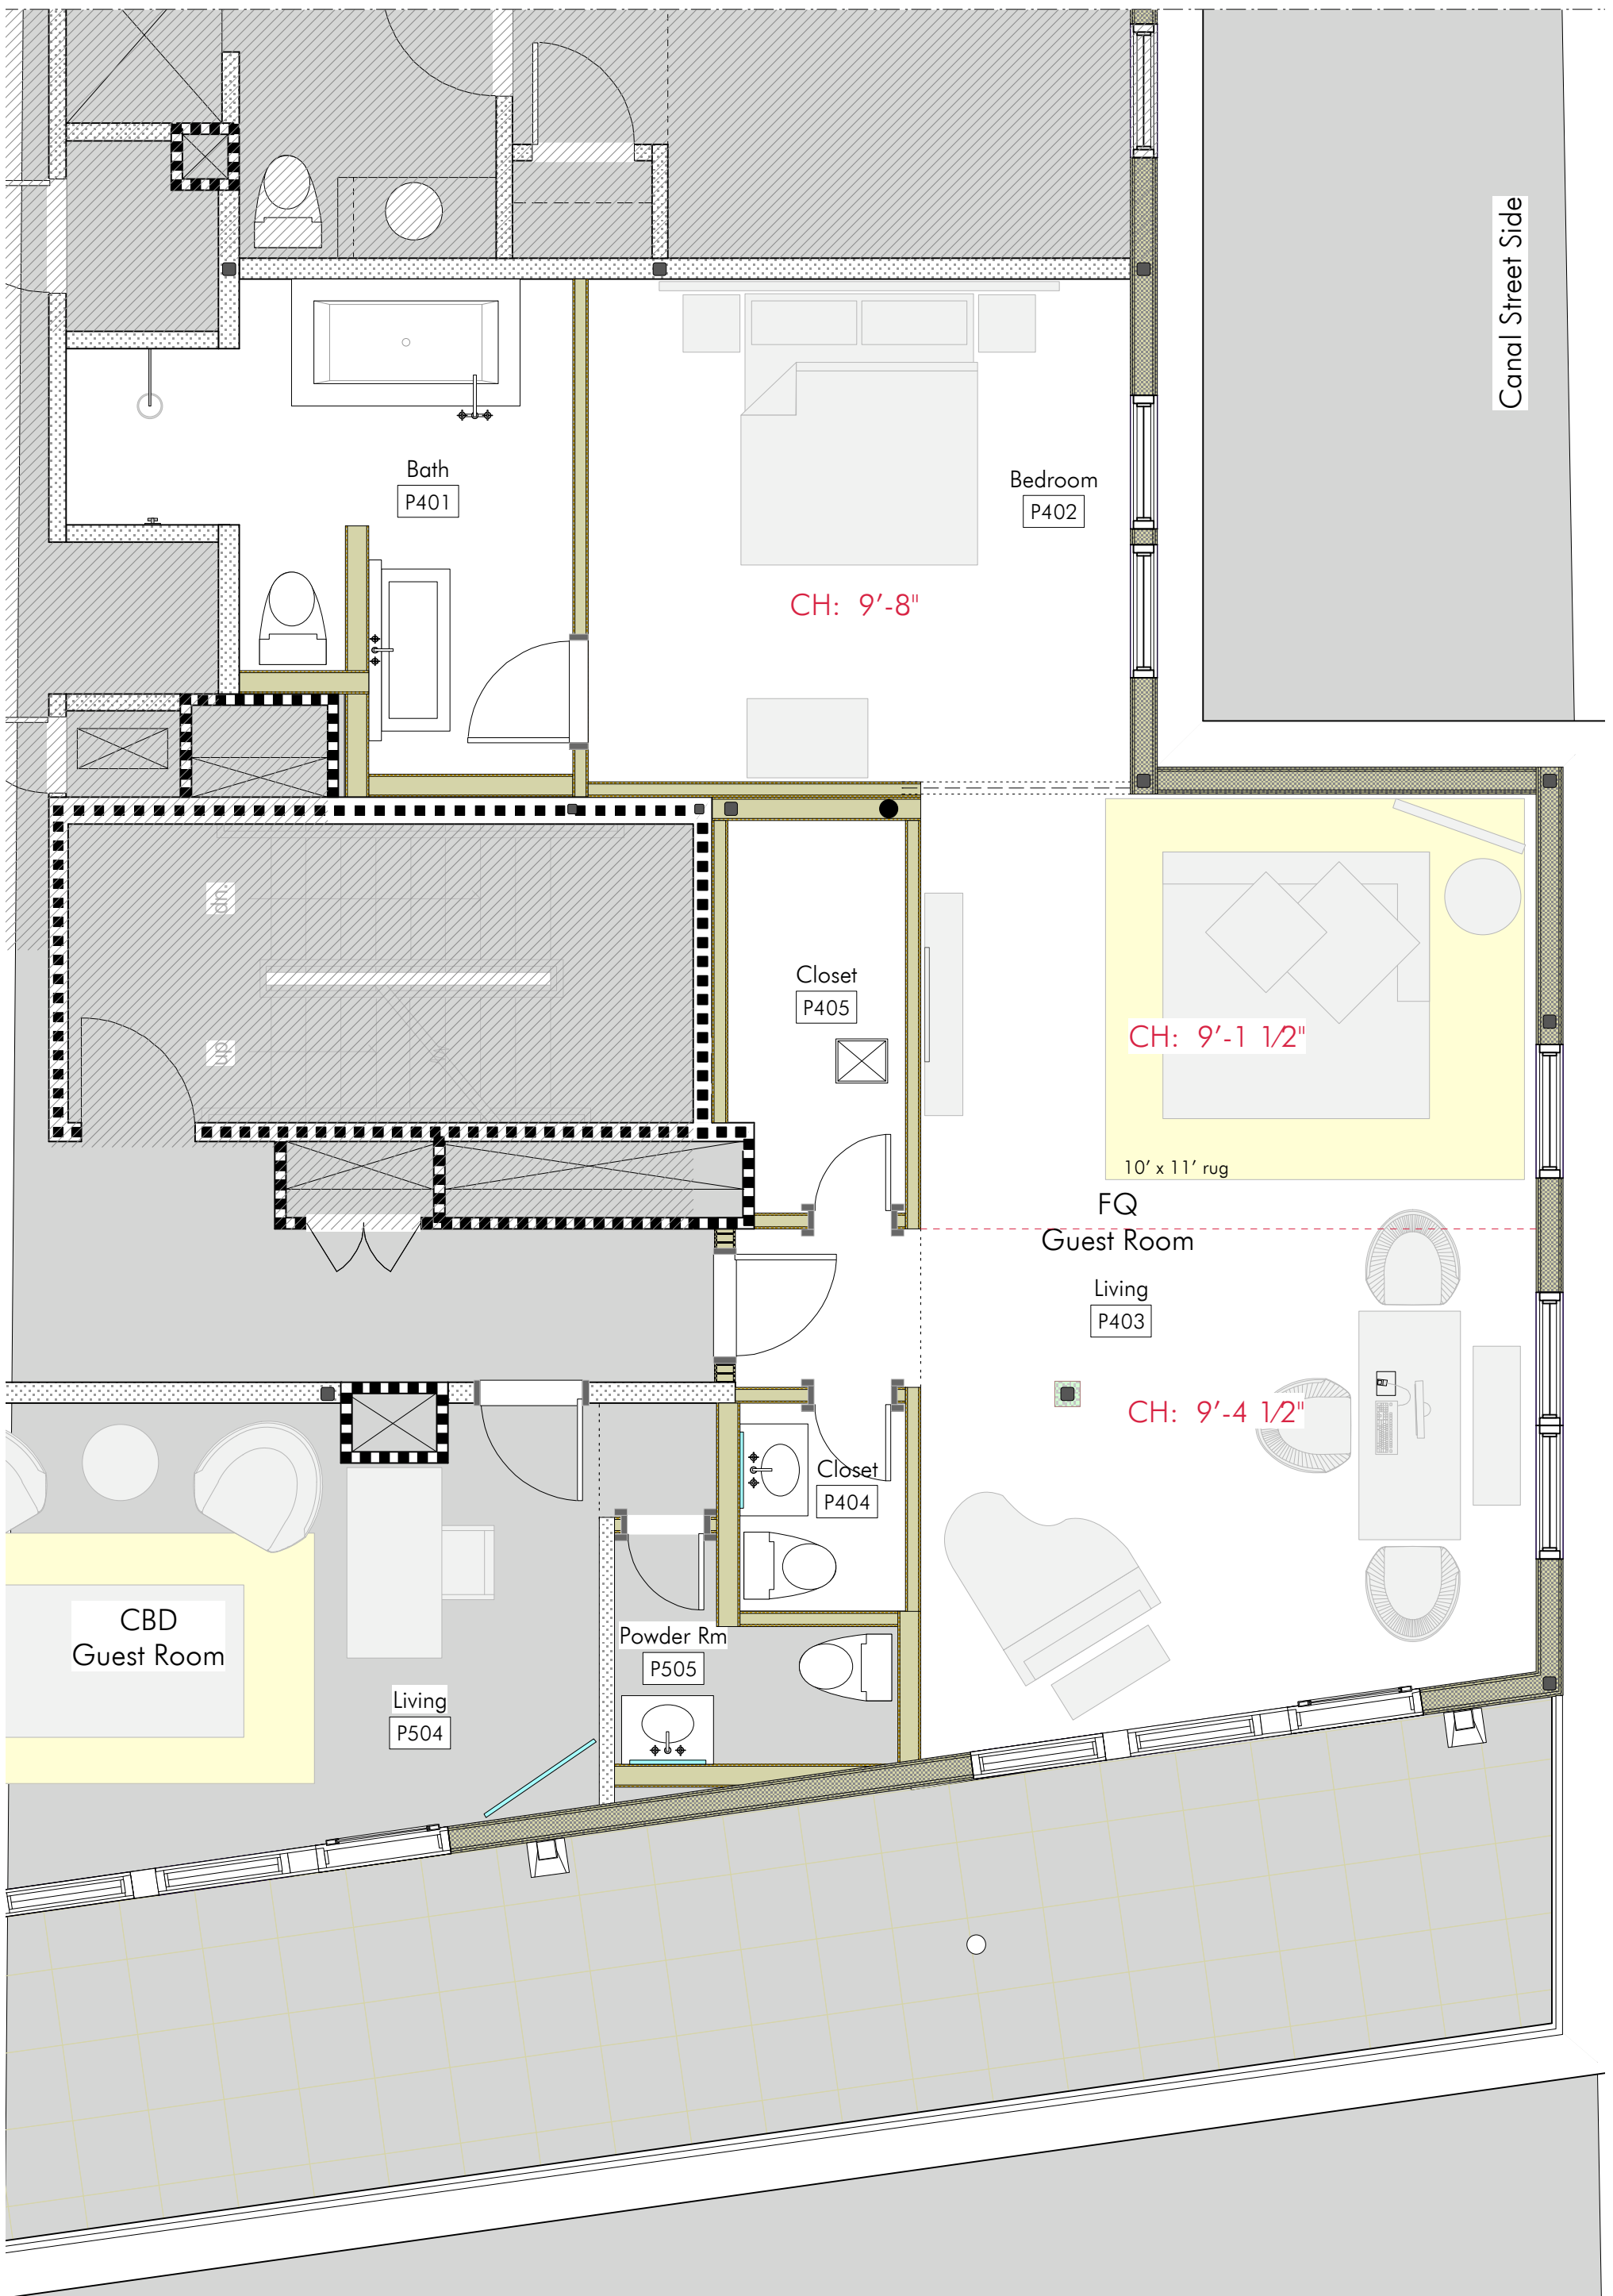 Canal Street Side
Bath
P401
Bedroom
P402
CH: 9'-8"
up
dn
Closet
P405
CH: 9'-1 1/2"
10' x 11' rug
FQ
Guest Room
Living
P403
CH: 9'-4 1/2"
Closet
P404
CBD
Guest Room
Powder Rm
P505
Living
P504